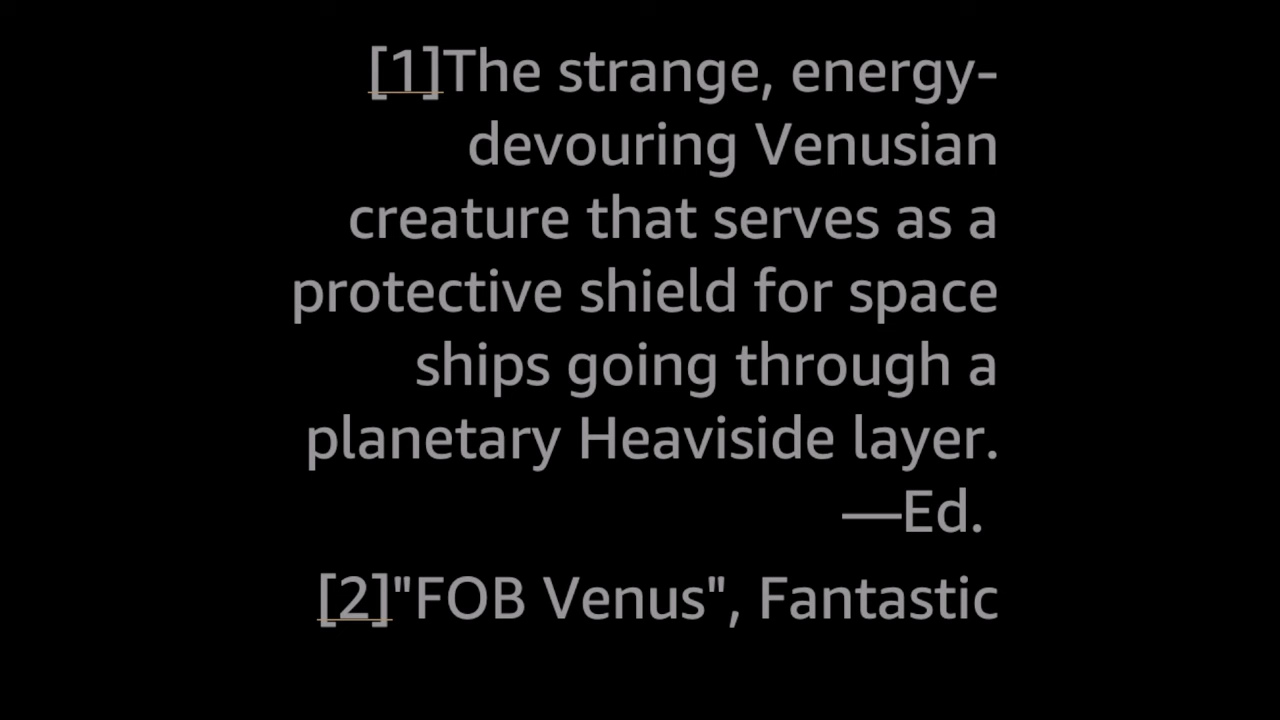 [1]The strange, energy-
devouring Venusian
creature that serves as a
protective shield for space
ships going through a
planetary Heaviside layer.
—Ed.
[2]"FOB Venus", Fantastic